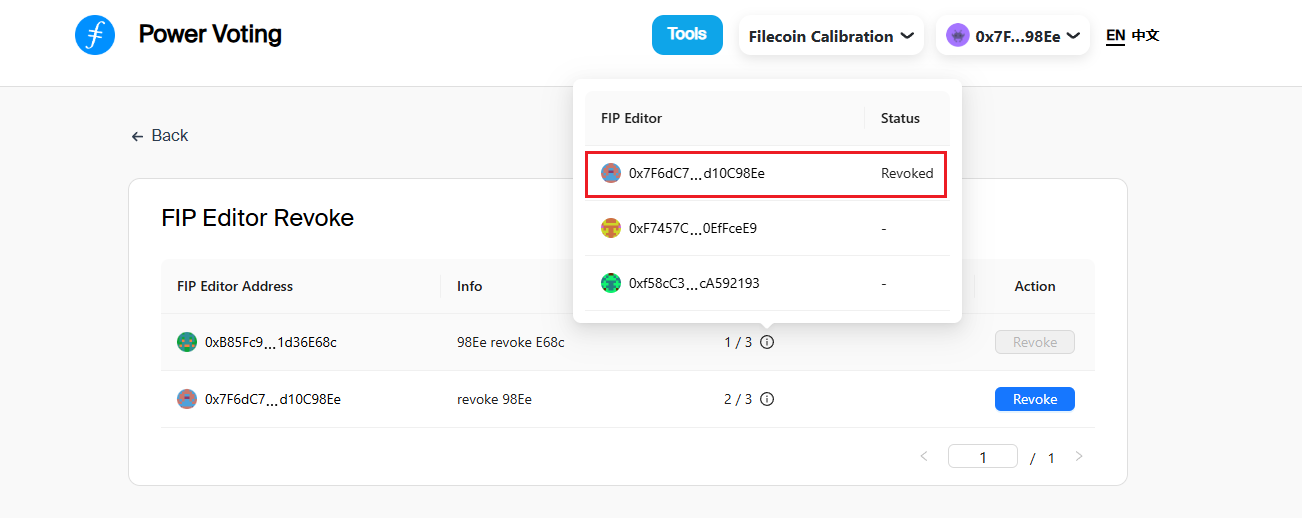 Power Voting
Tools
Filecoin Calibration
0x7F...98Ee
EN 中文
Back
FIP Editor Status
0x7F6dC7...d10C98Ee Revoked
0xF7457C...0EfFceE9 -
0xf58cC3...cA592193 -
FIP Editor Revoke
FIP Editor Address Info Action
0xB85Fc9...1d36E68c 98Ee revoke E68c 1 / 3 Revoke
0x7F6dC7...d10C98Ee revoke 98Ee 2 / 3 Revoke
1 / 1